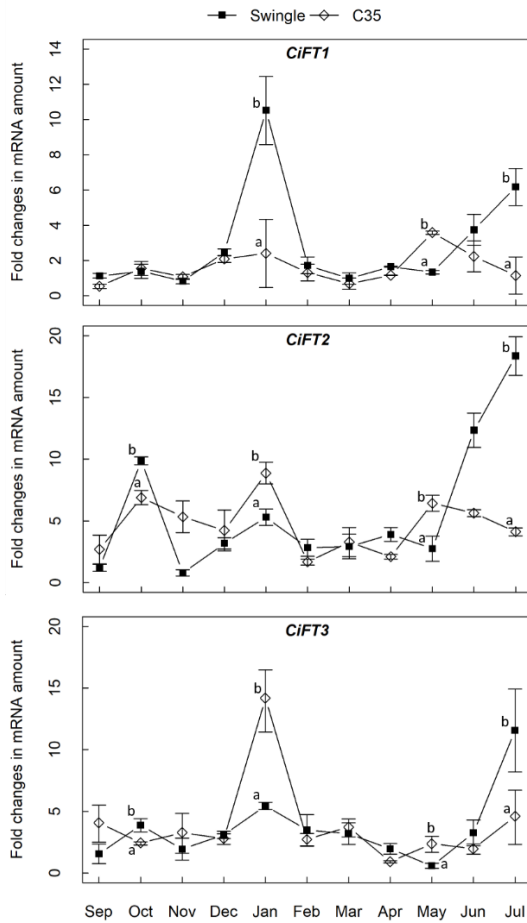 Swingle C35
CiFT1
Fold changes in mRNA amount
14
12
10
8
6
4
2
0
b
a
b
a
b
a
CiFT2
Fold changes in mRNA amount
20
15
10
5
0
b
a
b
a
b
a
b
a
CiFT3
Fold changes in mRNA amount
20
15
10
5
0
b
a
b
a
b
a
b
a
Sep Oct Nov Dec Jan Feb Mar Apr May Jun Jul